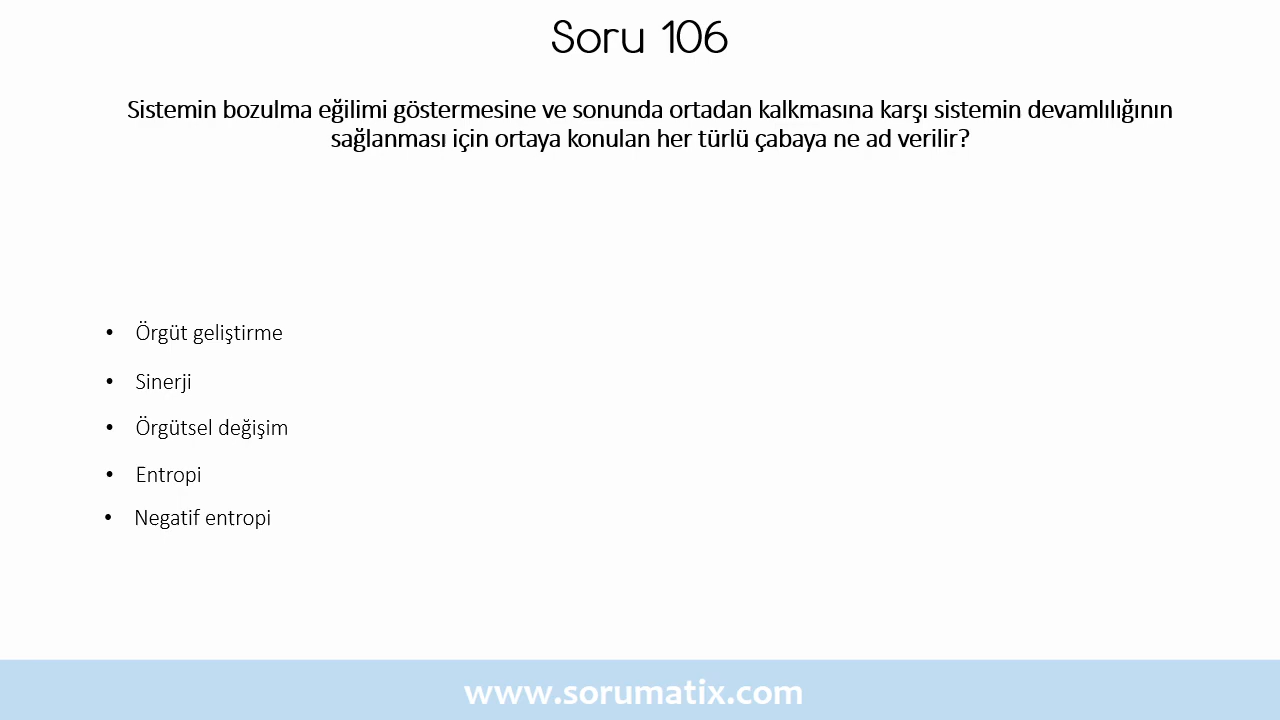 Soru 106
Sistemin bozulma eğilimi göstermesine ve sonunda ortadan kalkmasına karşı sistemin devamlılığının
sağlanması için ortaya konulan her türlü çabaya ne ad verilir?
• Örgüt geliştirme
• Sinerji
• Örgütsel değişim
• Entropi
• Negatif entropi
www.sorumatix.com